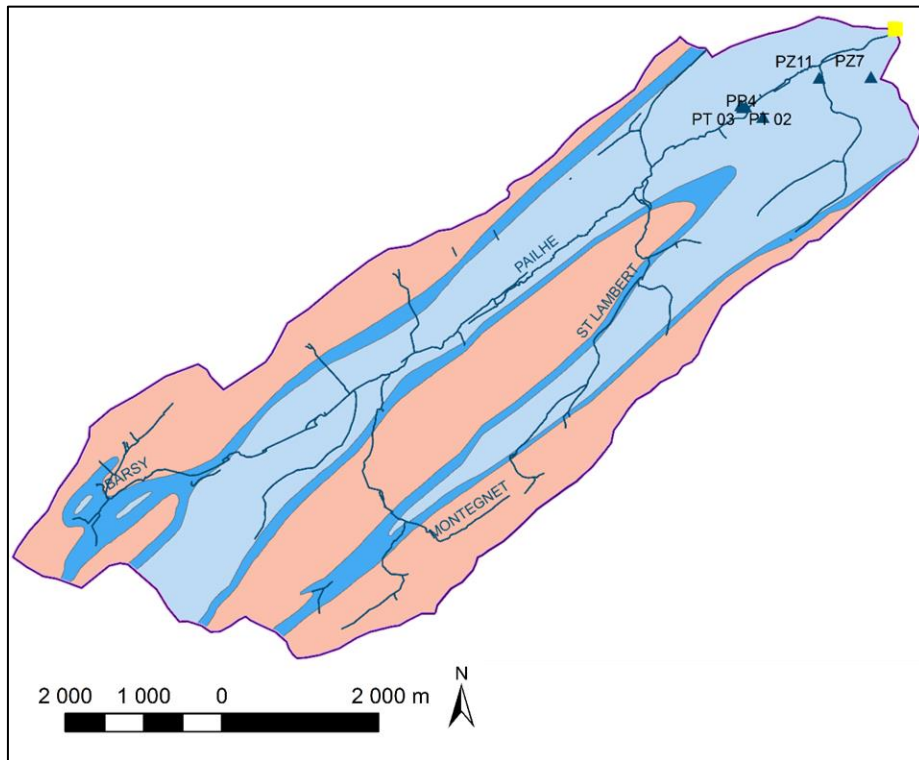 PZ11 PZ7
PP4
PT 03 PT 02
PAILHE
ST LAMBERT
BARSY
MONTEGNET
N
2 000 1 000 0 2 000 m